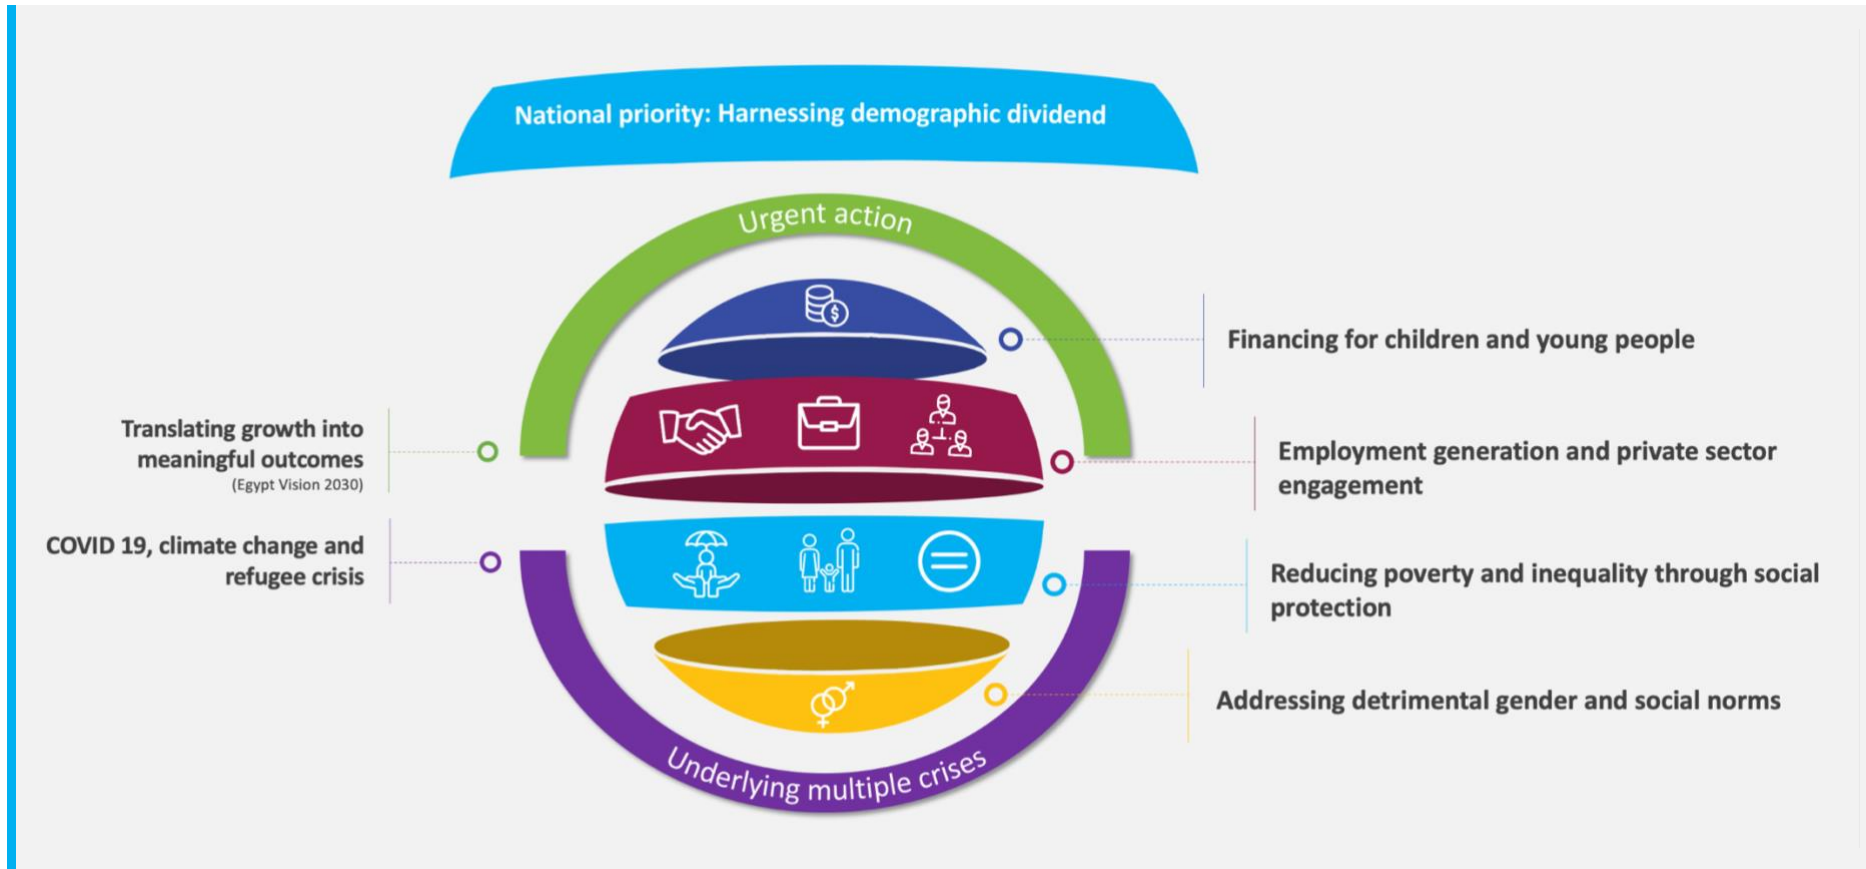 National priority: Harnessing demographic dividend
Urgent action
Financing for children and young people
Translating growth into
meaningful outcomes
(Egypt Vision 2030)
Employment generation and private sector
engagement
COVID 19, climate change and
refugee crisis
Reducing poverty and inequality through social
protection
Addressing detrimental gender and social norms
Underlying multiple crises